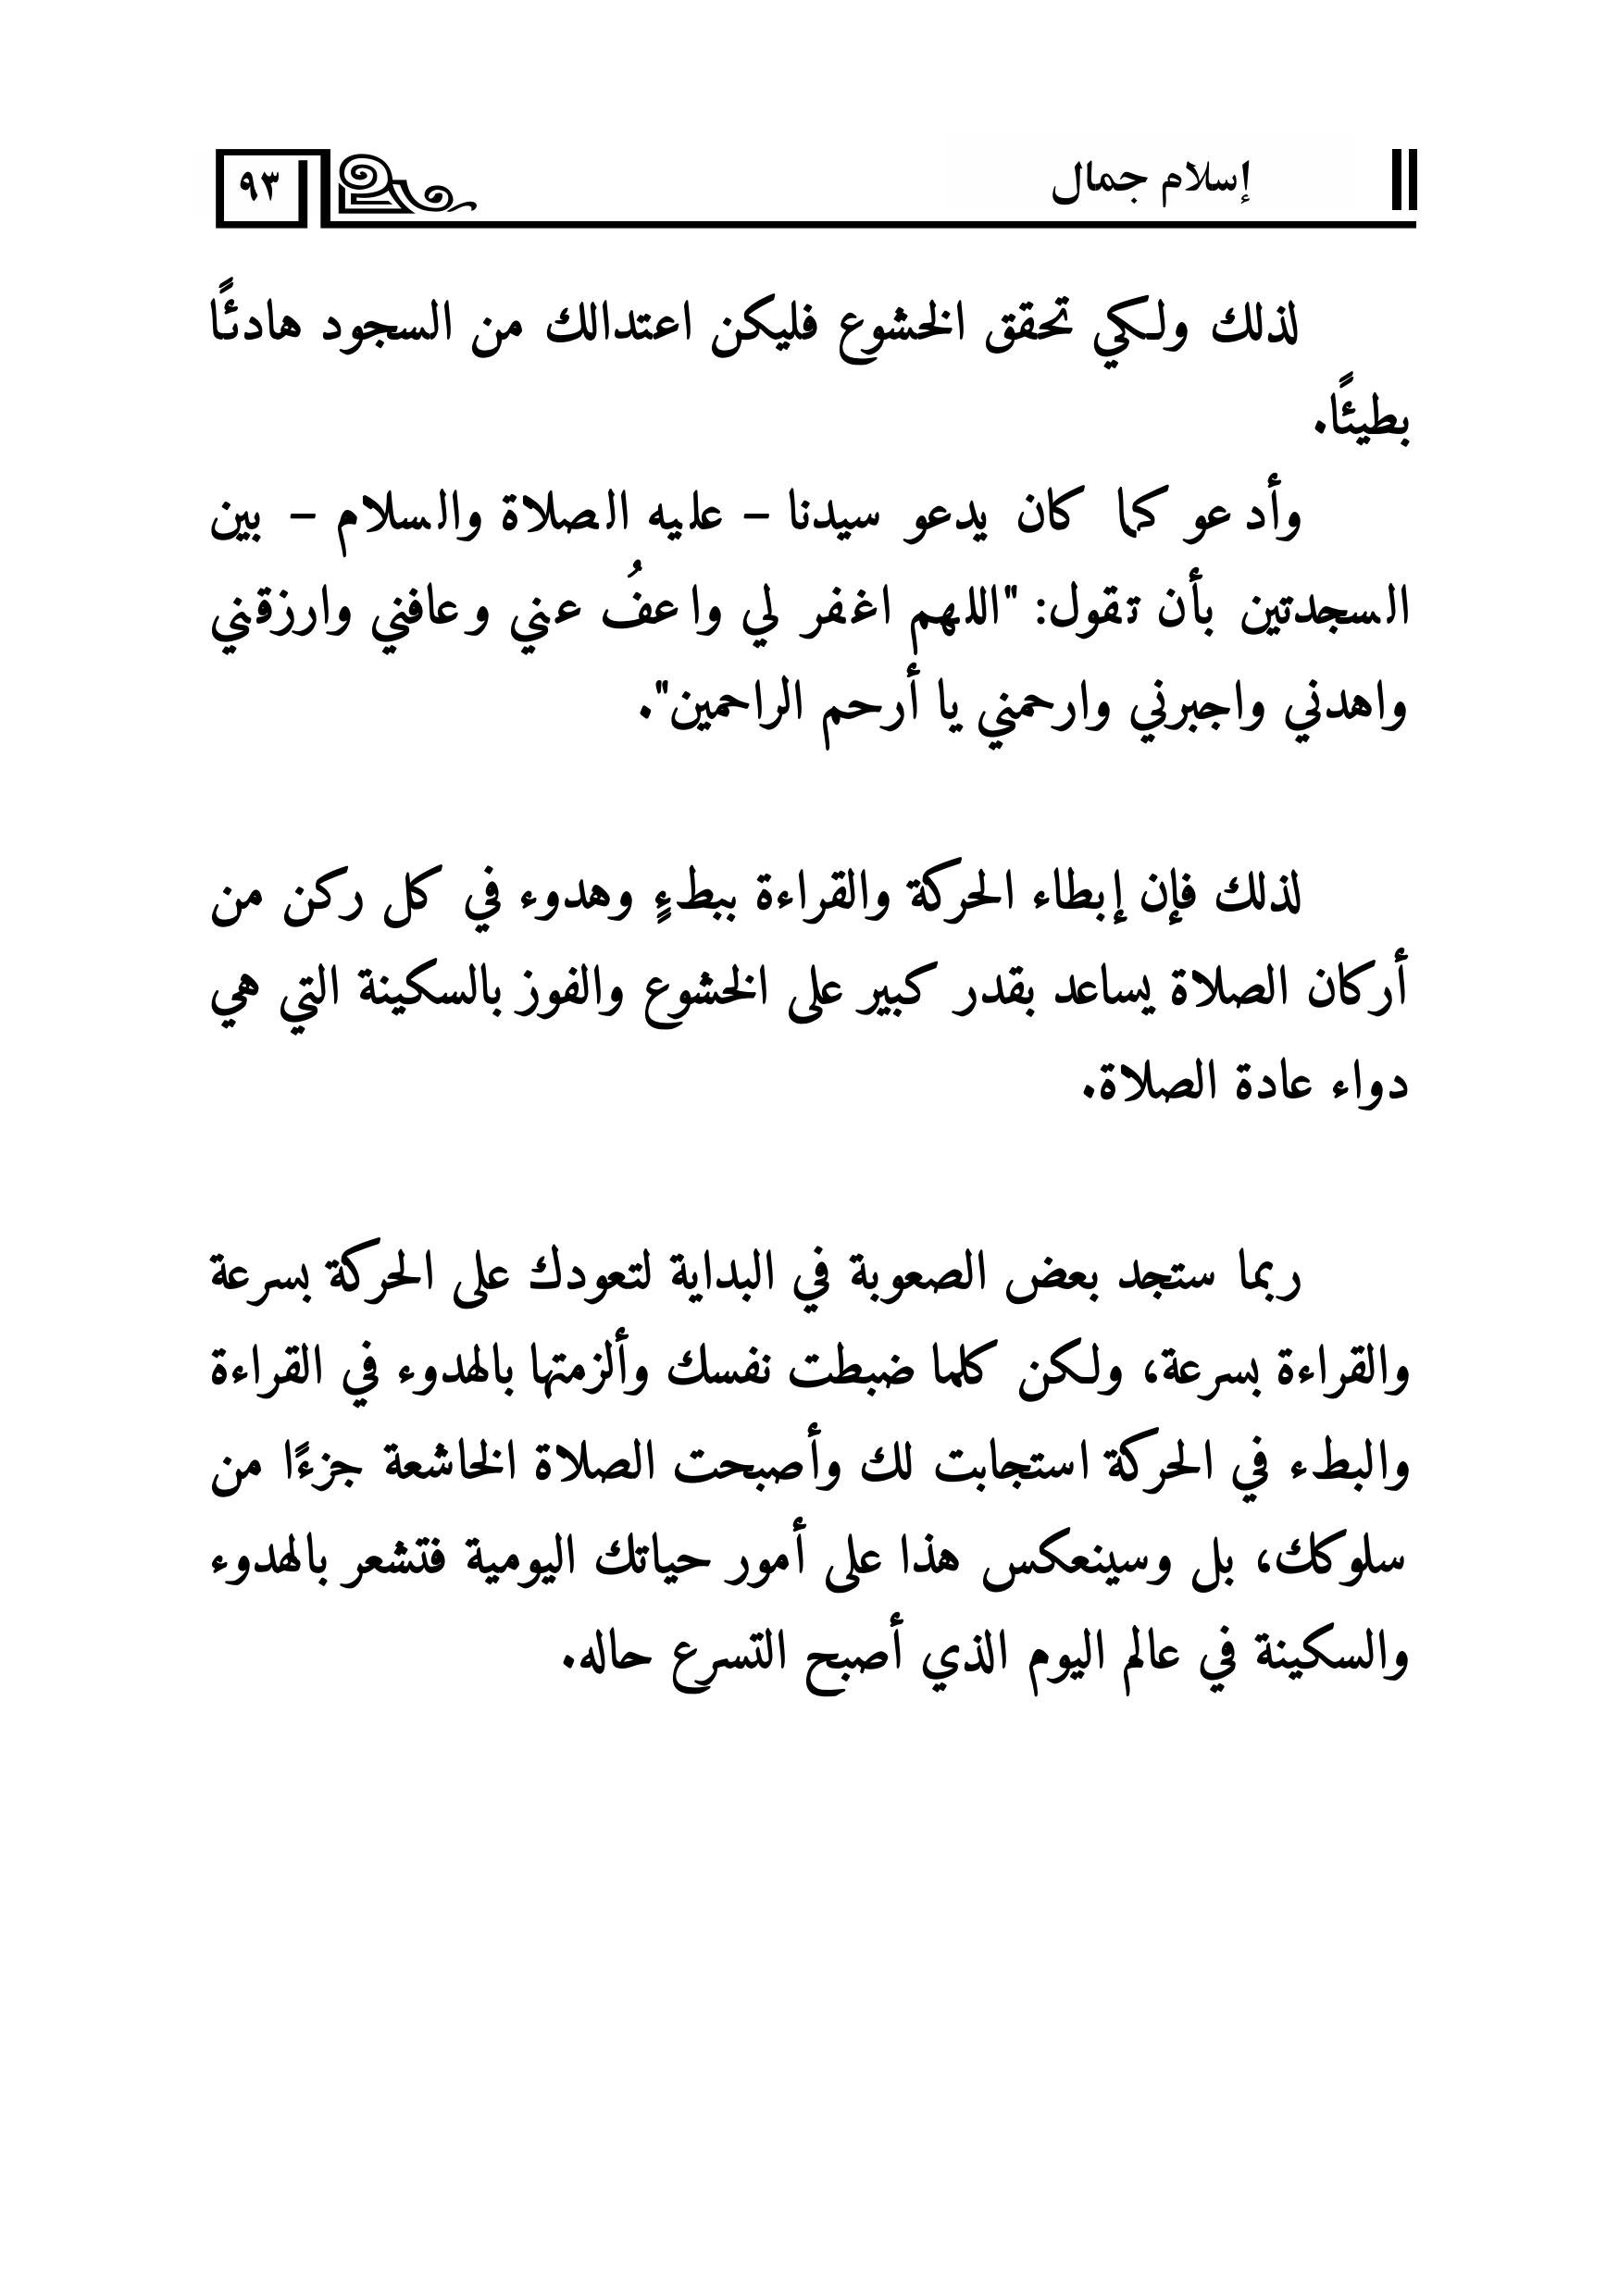 إسلام جمال
٩٣
لذلك ولكي تحقق الخشوع فليكن اعتدالك من السجود هادئًا
بطيئًا.
وأدعو كما كان يدعو سيدنا – عليه الصلاة والسلام – بين
السجدتين بأن تقول: "اللهم اغفر لي واعفُ عني وعافني وارزقني
واهدني واجبرني وارحمني يا أرحم الراحمين".
لذلك فإن إبطاء الحركة والقراءة ببطءٍ وهدوء في كل ركن من
أركان الصلاة يساعد بقدر كبير على الخشوع والفوز بالسكينة التي هي
دواء عادة الصلاة.
ربما ستجد بعض الصعوبة في البداية لتعودك على الحركة بسرعة
والقراءة بسرعة، ولكن كلما ضبطت نفسك وألزمتها بالهدوء في القراءة
والبطء في الحركة استجابت لك وأصبحت الصلاة الخاشعة جزءًا من
سلوكك، بل وسينعكس هذا على أمور حياتك اليومية فتشعر بالهدوء
والسكينة في عالم اليوم الذي أصبح التسرع حاله.